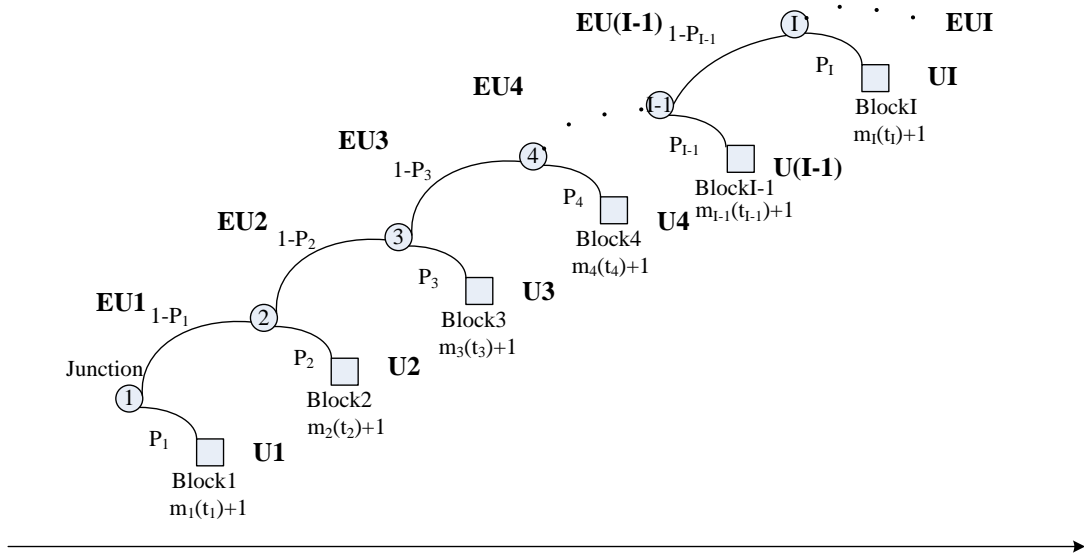 EU(I-1)
1-P_{I-1}
I
EUI
P_I
UI
BlockI
m_I(t_I)+1
EU4
I-1
P_{I-1}
U(I-1)
BlockI-1
m_{I-1}(t_{I-1})+1
EU3
1-P_3
4
P_4
U4
Block4
m_4(t_4)+1
EU2
1-P_2
3
P_3
U3
Block3
m_3(t_3)+1
EU1
1-P_1
2
P_2
U2
Block2
m_2(t_2)+1
Junction
1
P_1
U1
Block1
m_1(t_1)+1